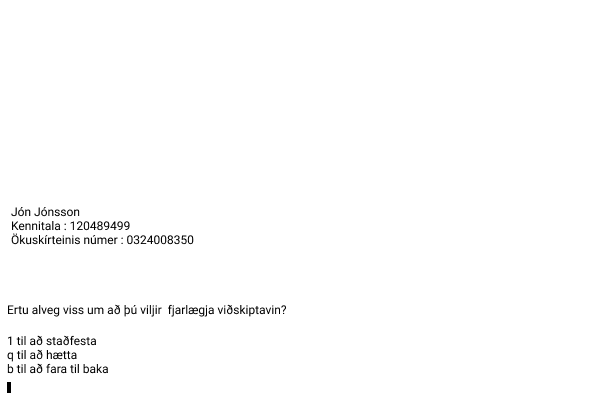 Jón Jónsson
Kennitala : 120489499
Ökuskírteinis númer : 0324008350
Ertu alveg viss um að þú viljir  fjarlægja viðskiptavin?
1 til að staðfesta
q til að hætta
b til að fara til baka